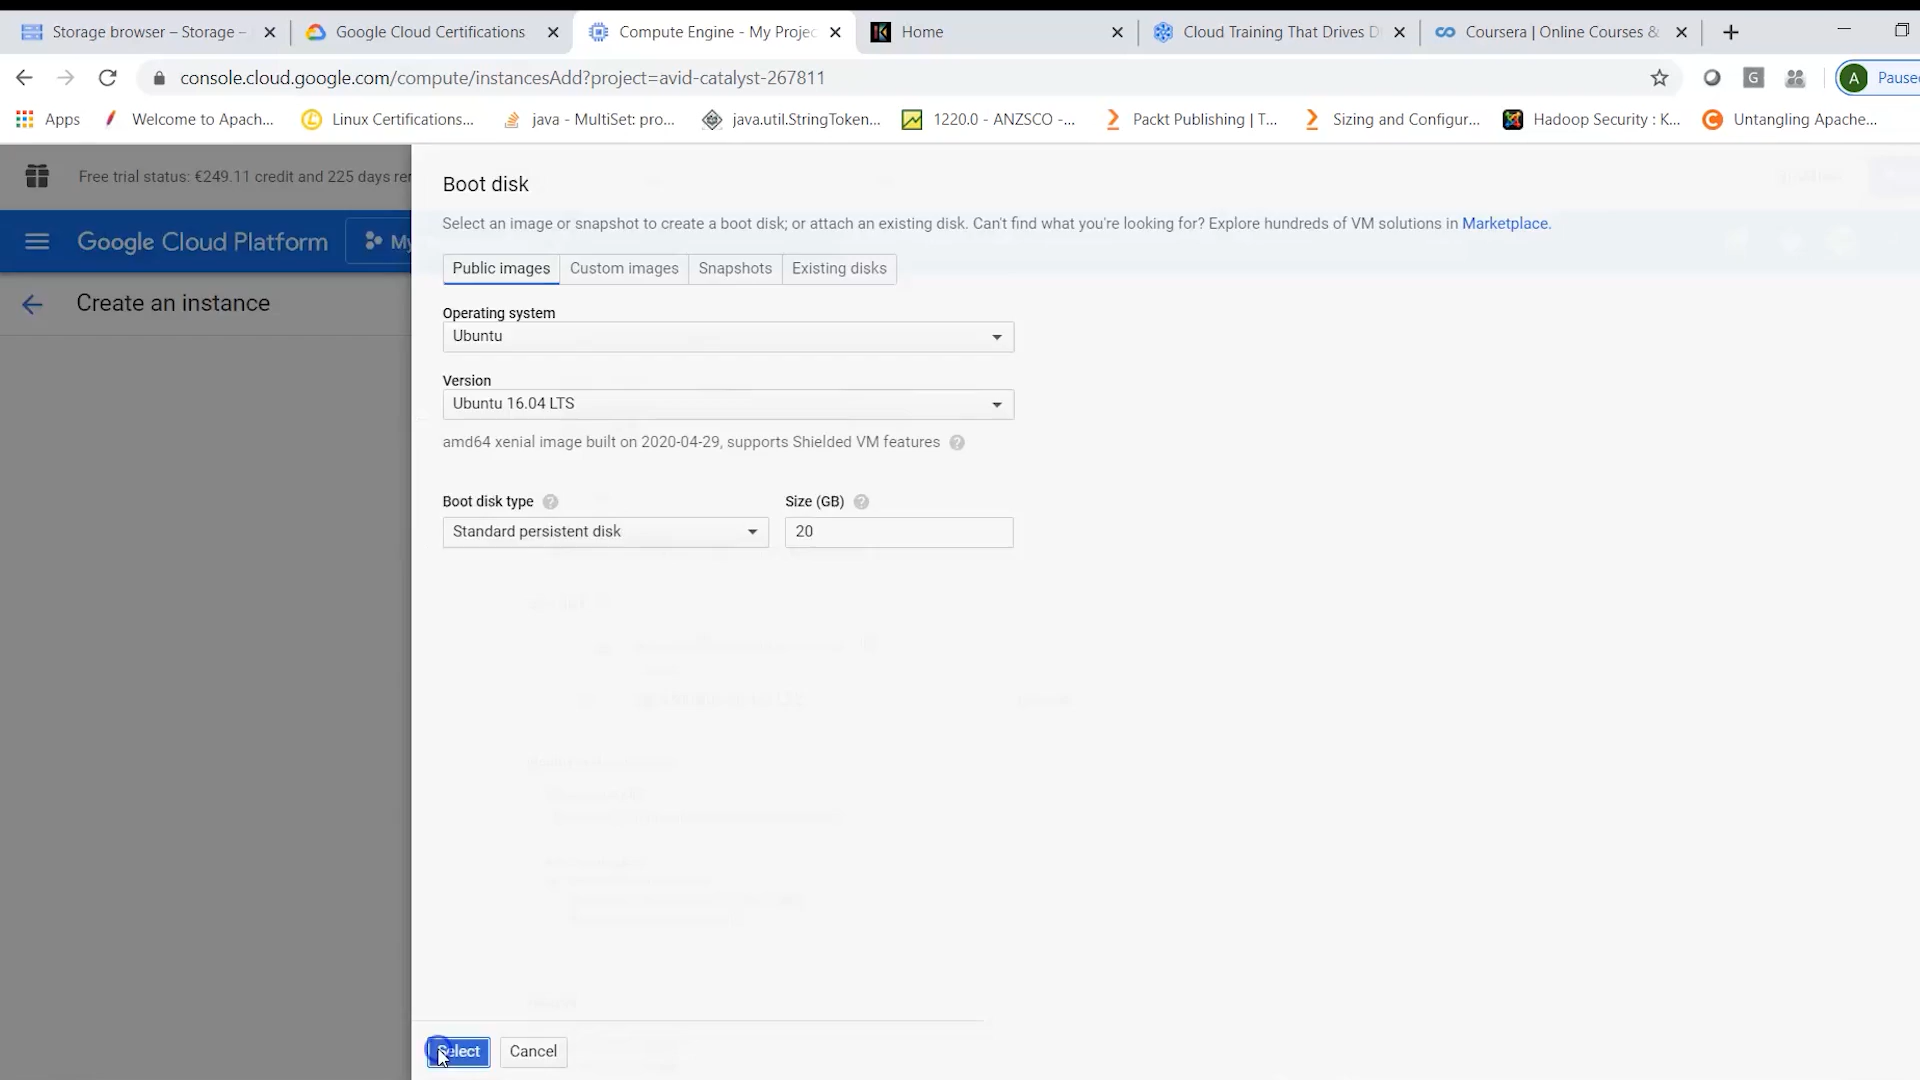 Storage browser – Storage –
Google Cloud Certifications
Compute Engine - My Projec
Home
Cloud Training That Drives D
Coursera | Online Courses &
console.cloud.google.com/compute/instancesAdd?project=avid-catalyst-267811
G
A
Paused
Apps
Welcome to Apach...
Linux Certifications...
java - MultiSet: pro...
java.util.StringToken...
1220.0 - ANZSCO -...
Packt Publishing | T...
Sizing and Configur...
Hadoop Security : K...
Untangling Apache...
Free trial status: €249.11 credit and 225 days re
Google Cloud Platform
My
Create an instance
Boot disk
Select an image or snapshot to create a boot disk; or attach an existing disk. Can't find what you're looking for? Explore hundreds of VM solutions in Marketplace.
Public images
Custom images
Snapshots
Existing disks
Operating system
Ubuntu
Version
Ubuntu 16.04 LTS
amd64 xenial image built on 2020-04-29, supports Shielded VM features
Boot disk type
Size (GB)
Standard persistent disk
20
Select
Cancel